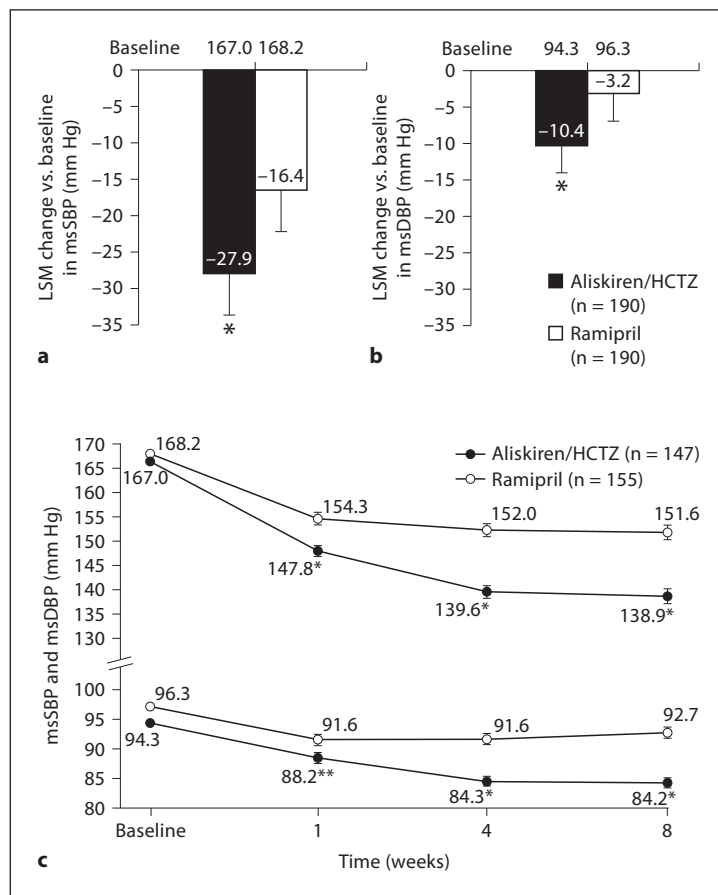 Baseline 167.0 168.2
0
−5
−10
−15
−20
−25
−30
−35
LSM change vs. baseline
in msSBP (mm Hg)
−27.9
−16.4
*
a
Baseline 94.3 96.3
0
−5
−10
−15
−20
−25
−30
−35
LSM change vs. baseline
in msDBP (mm Hg)
−10.4
−3.2
*
Aliskiren/HCTZ
(n = 190)
Ramipril
(n = 190)
b
170
165
160
155
150
145
140
135
130
100
95
90
85
80
msSBP and msDBP (mm Hg)
Aliskiren/HCTZ (n = 147)
Ramipril (n = 155)
168.2
167.0
154.3
152.0
151.6
147.8*
139.6*
138.9*
96.3
94.3
91.6
91.6
92.7
88.2**
84.3*
84.2*
Baseline 1 4 8
Time (weeks)
c